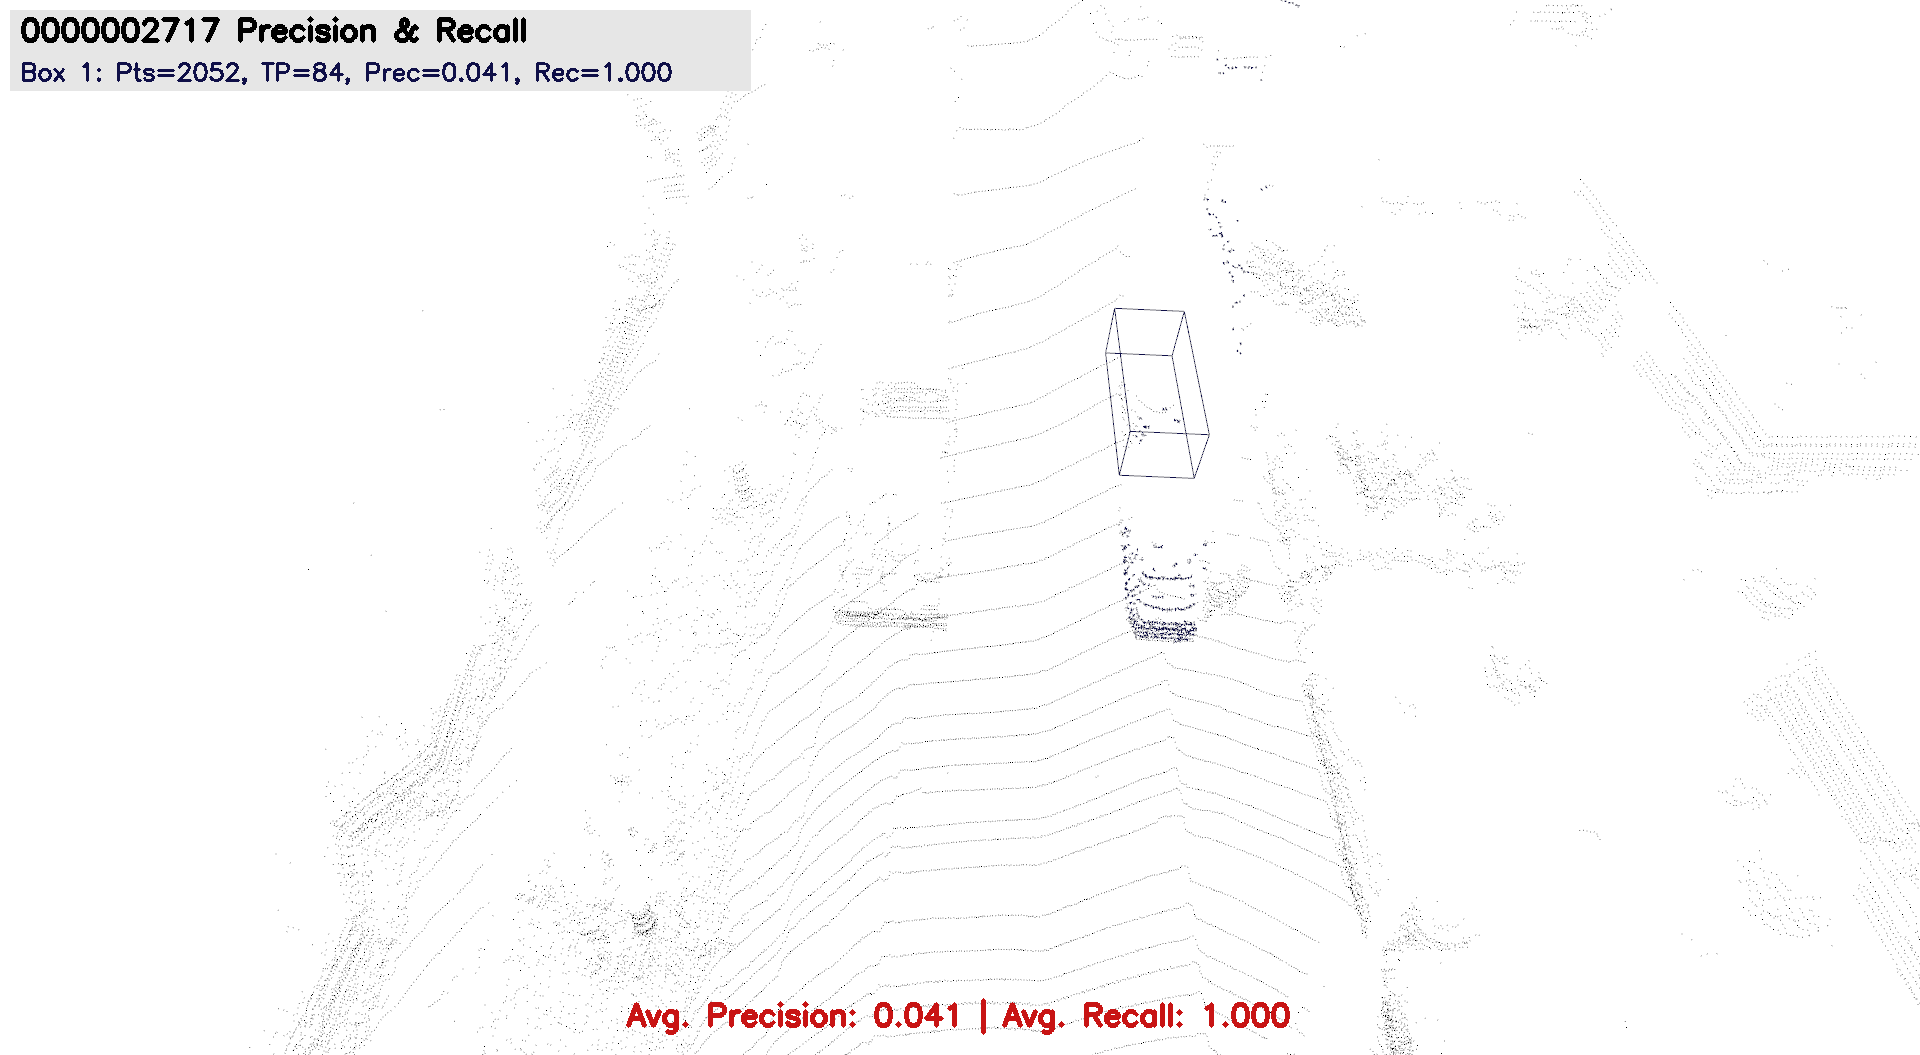 0000002717 Precision & Recall
Box 1: Pts=2052, TP=84, Prec=0.041, Rec=1.000
Avg. Precision: 0.041 | Avg. Recall: 1.000